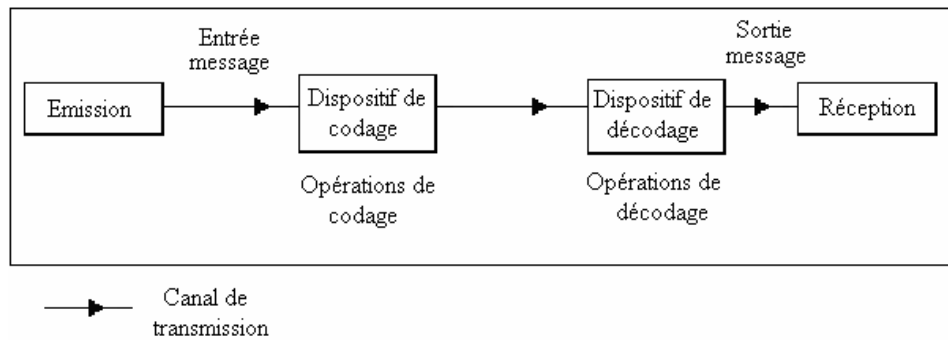 Entrée
message
Sortie
message
Emission
Dispositif de
codage
Dispositif de
décodage
Réception
Opérations de
codage
Opérations de
décodage
Canal de
transmission